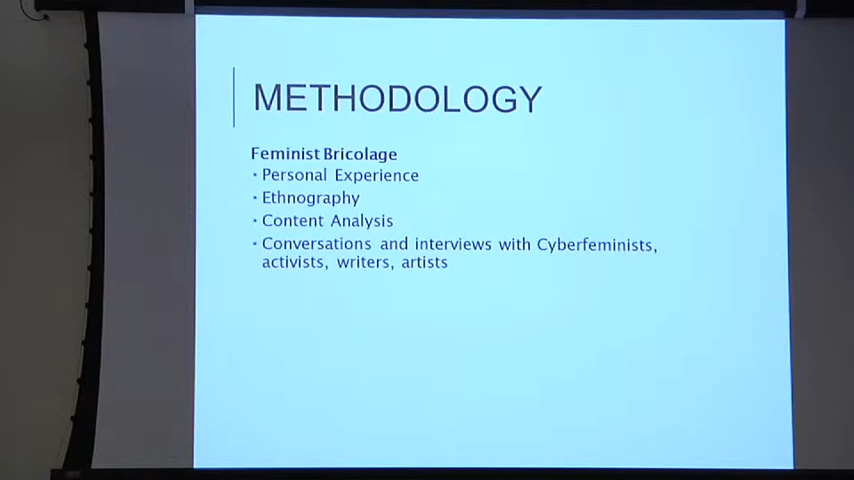 METHODOLOGY
Feminist Bricolage
· Personal Experience
· Ethnography
· Content Analysis
· Conversations and interviews with Cyberfeminists,
activists, writers, artists